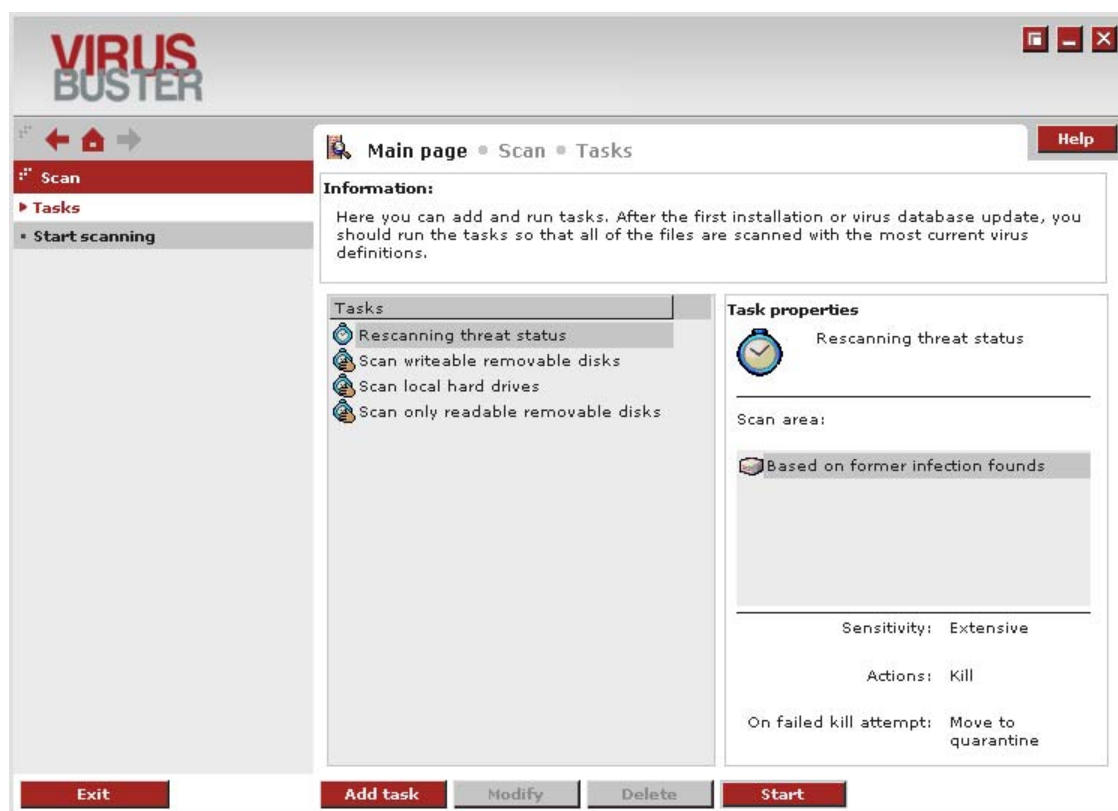 VIRUS
BUSTER
Help
Main page • Scan • Tasks
Scan
Tasks
Start scanning
Information:
Here you can add and run tasks. After the first installation or virus database update, you
should run the tasks so that all of the files are scanned with the most current virus
definitions.
Tasks
Rescanning threat status
Scan writeable removable disks
Scan local hard drives
Scan only readable removable disks
Task properties
Rescanning threat status
Scan area:
Based on former infection founds
Sensitivity: Extensive
Actions: Kill
On failed kill attempt: Move to
quarantine
Exit
Add task
Modify
Delete
Start